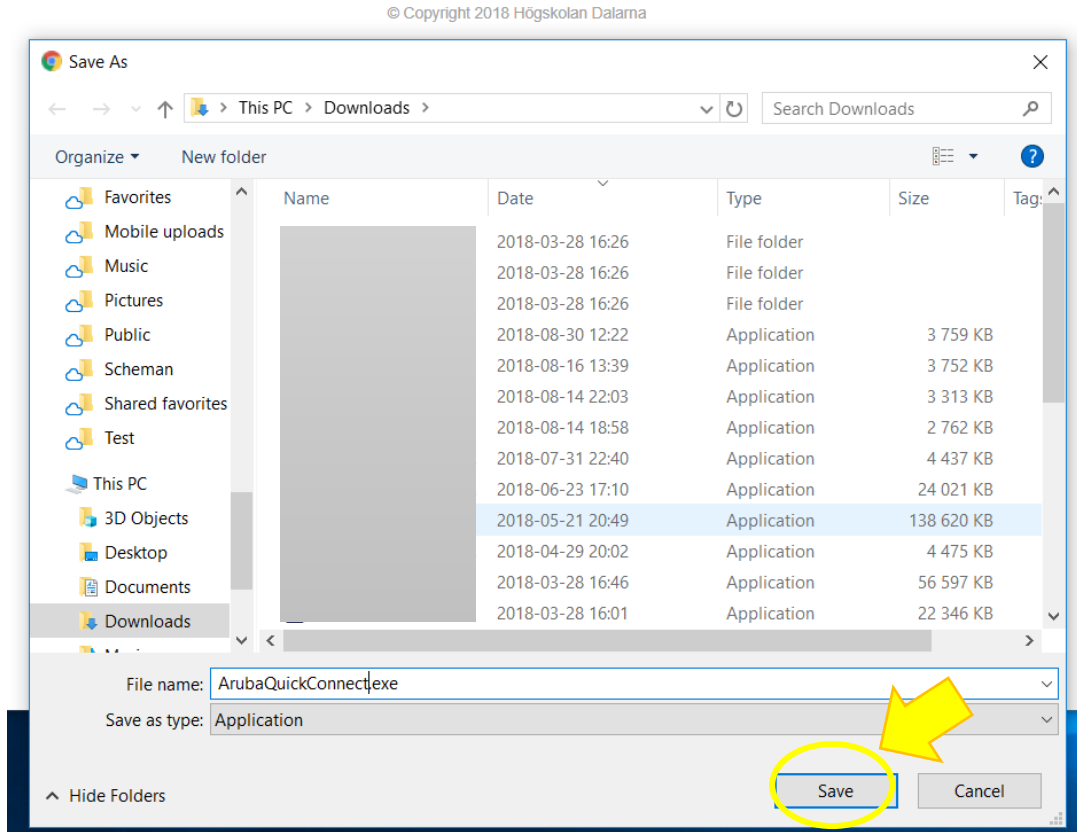 © Copyright 2018 Högskolan Dalarna
Save As
This PC > Downloads >
Search Downloads
Organize
New folder
?
Favorites
Mobile uploads
Music
Pictures
Public
Scheman
Shared favorites
Test
This PC
3D Objects
Desktop
Documents
Downloads
Name Date Type Size Tag
2018-03-28 16:26 File folder
2018-03-28 16:26 File folder
2018-03-28 16:26 File folder
2018-08-30 12:22 Application 3 759 KB
2018-08-16 13:39 Application 3 752 KB
2018-08-14 22:03 Application 3 313 KB
2018-08-14 18:58 Application 2 762 KB
2018-07-31 22:40 Application 4 437 KB
2018-06-23 17:10 Application 24 021 KB
2018-05-21 20:49 Application 138 620 KB
2018-04-29 20:02 Application 4 475 KB
2018-03-28 16:46 Application 56 597 KB
2018-03-28 16:01 Application 22 346 KB
File name: ArubaQuickConnect.exe
Save as type: Application
Hide Folders
Save
Cancel